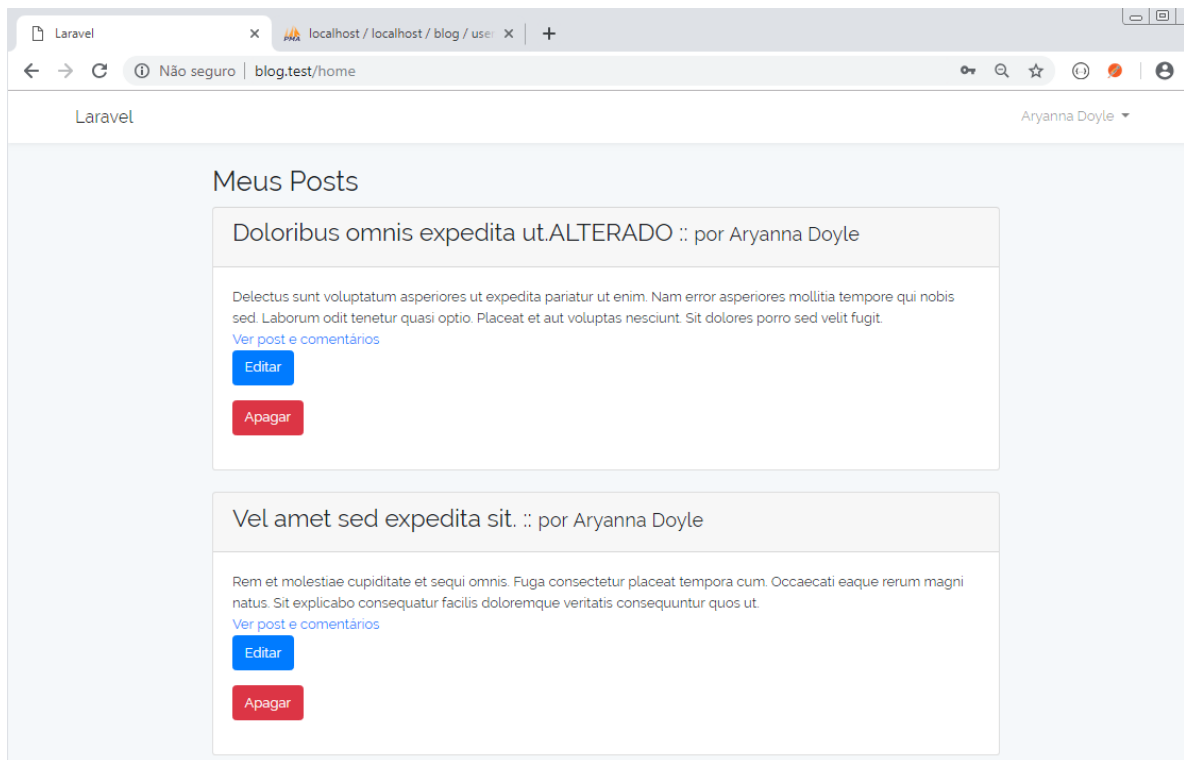 Laravel
PMA localhost / localhost / blog / user
Não seguro | blog.test/home
Laravel
Aryanna Doyle
Meus Posts
Doloribus omnis expedita ut.ALTERADO :: por Aryanna Doyle
Delectus sunt voluptatum asperiores ut expedita pariatur ut enim. Nam error asperiores mollitia tempore qui nobis
sed. Laborum odit tenetur quasi optio. Placeat et aut voluptas nesciunt. Sit dolores porro sed velit fugit.
Ver post e comentários
Editar
Apagar
Vel amet sed expedita sit. :: por Aryanna Doyle
Rem et molestiae cupiditate et sequi omnis. Fuga consectetur placeat tempora cum. Occaecati eaque rerum magni
natus. Sit explicabo consequatur facilis doloremque veritatis consequuntur quos ut.
Ver post e comentários
Editar
Apagar